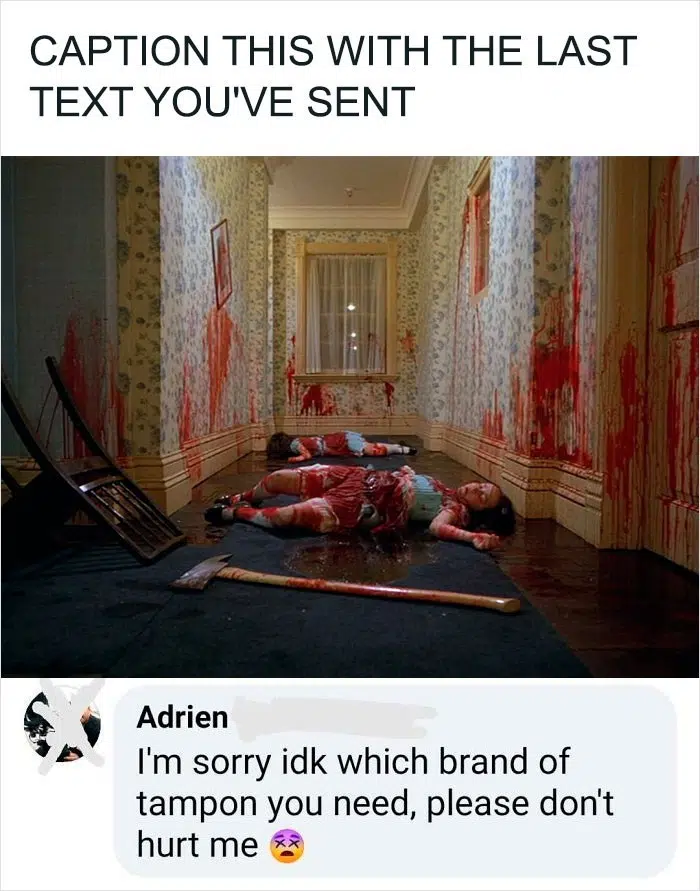 CAPTION THIS WITH THE LAST
TEXT YOU'VE SENT
Adrien
I'm sorry idk which brand of
tampon you need, please don't
hurt me 😵